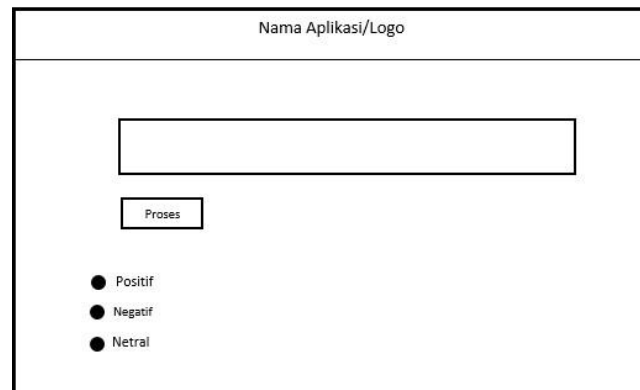 Nama Aplikasi/Logo
Proses
Positif
Negatif
Netral